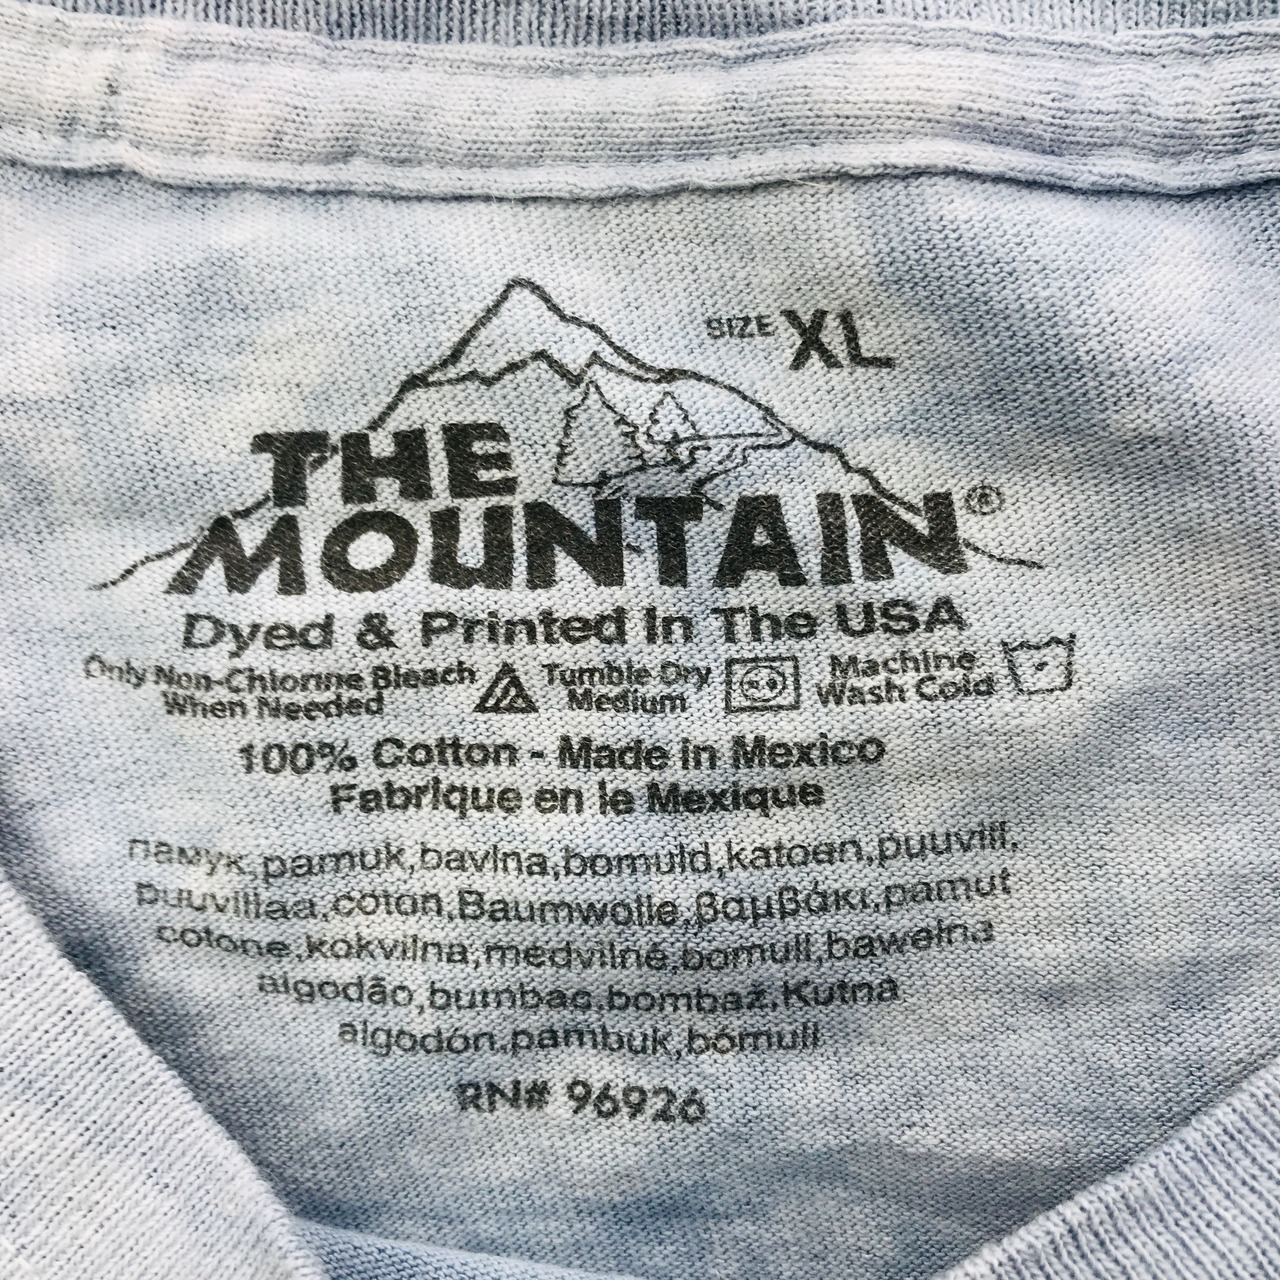 SIZE XL
THE
MOUNTAIN®
Dyed & Printed In The USA
Only Non-Chlorine Bleach
When Needed
Tumble Dry
Medium
Machine
Wash Cold
100% Cotton - Made in Mexico
Fabrique en le Mexique
памук,pamuk,bavlna,bomuld,katoen,puuvill,
puuvillaa,coton,Baumwolle,βαμβάκι,pamut
cotone,kokvilna,medvilnė,bomull,bawełna
algodão,bumbac,bombaž,Kutna
algodón,pambuk,bómull
RN# 96926